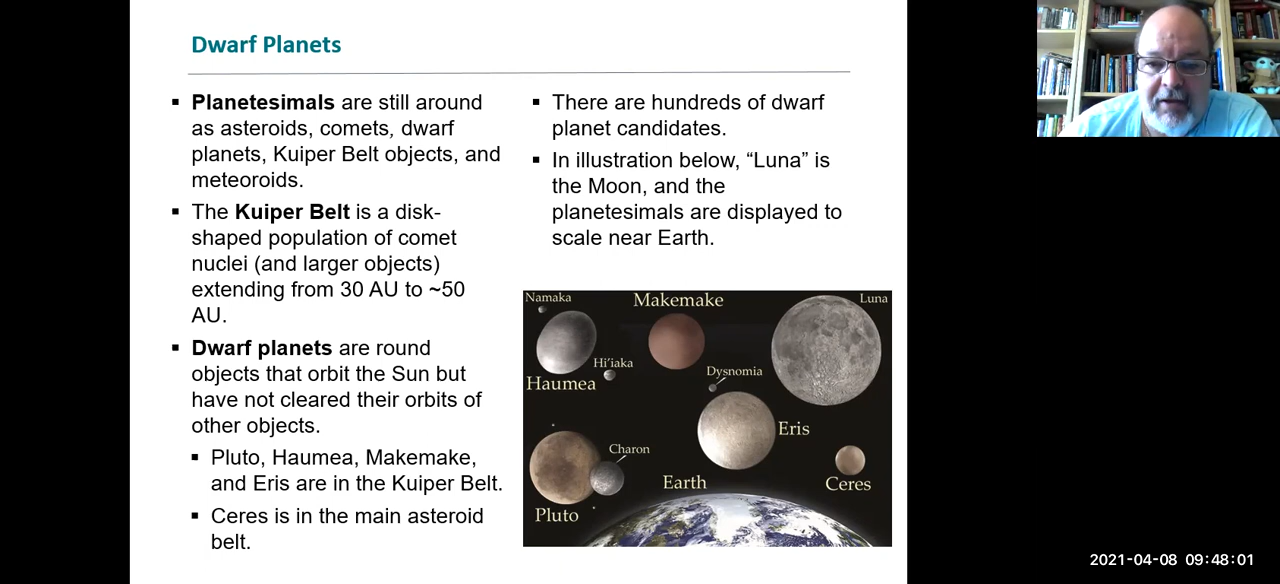 Dwarf Planets
▪ Planetesimals are still around
as asteroids, comets, dwarf
planets, Kuiper Belt objects, and
meteoroids.
▪ The Kuiper Belt is a disk-
shaped population of comet
nuclei (and larger objects)
extending from 30 AU to ~50
AU.
▪ Dwarf planets are round
objects that orbit the Sun but
have not cleared their orbits of
other objects.
▪ Pluto, Haumea, Makemake,
and Eris are in the Kuiper Belt.
▪ Ceres is in the main asteroid
belt.
▪ There are hundreds of dwarf
planet candidates.
▪ In illustration below, “Luna” is
the Moon, and the
planetesimals are displayed to
scale near Earth.
Namaka
Makemake
Luna
Hi'iaka
Haumea
Dysnomia
Eris
Charon
Earth
Ceres
Pluto
2021-04-08 09:48:01